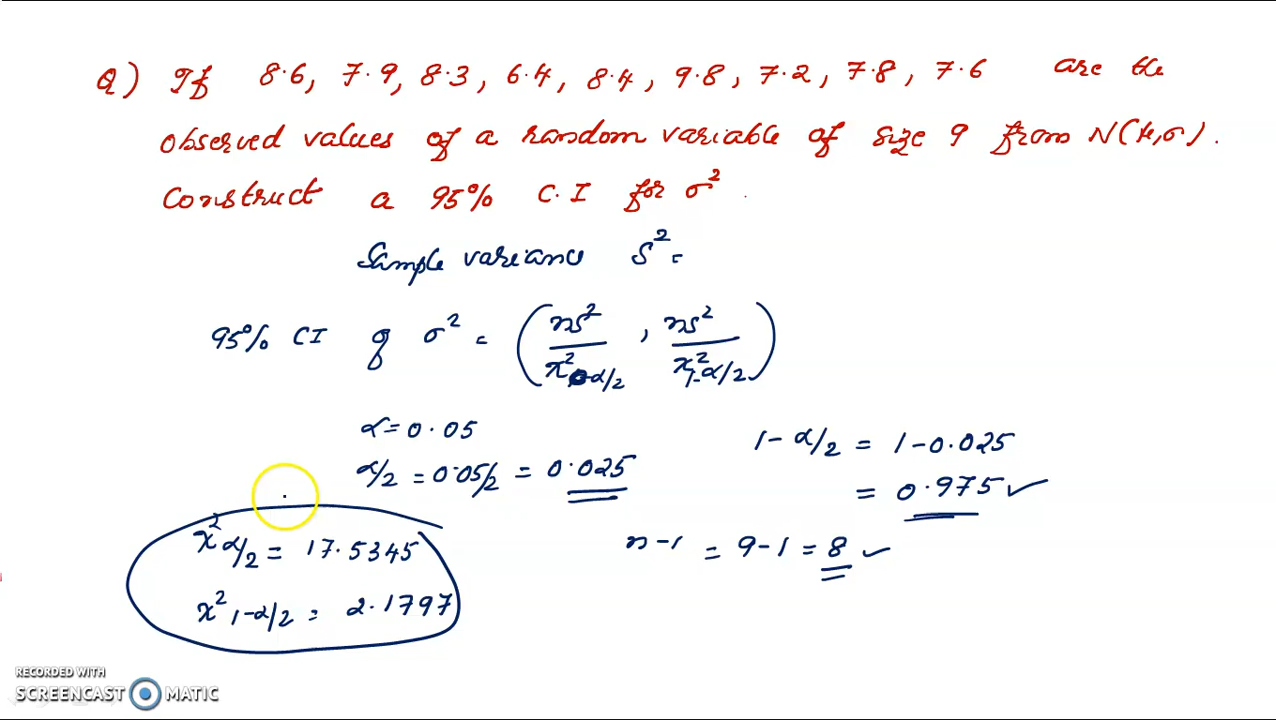 Q) If 8.6, 7.9, 8.3, 6.4, 8.4, 9.8, 7.2, 7.8, 7.6 are the
observed values of a random variable of size 9 from N(μ,σ).
Construct a 95% C.I for σ²
Sample variance S² =
95% CI of σ² = (ns²/χ²α/2 , ns²/χ²1-α/2)
α = 0.05
α/2 = 0.05/2 = 0.025
1 - α/2 = 1 - 0.025
= 0.975 ✓
n-1 = 9-1 = 8 ✓
χ²α/2 = 17.5345
χ²1-α/2 = 2.1797
RECORDED WITH
SCREENCAST MATIC